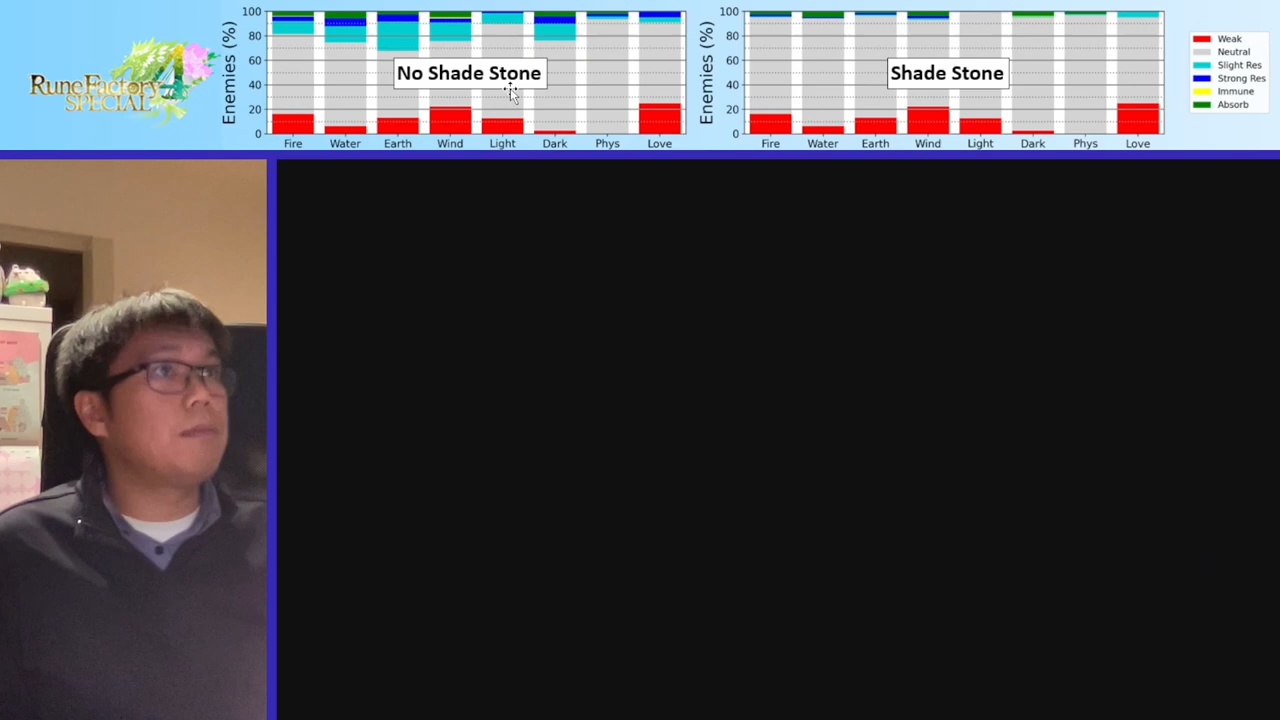 Rune Factory 4
SPECIAL
Enemies (%)
100
80
60
40
20
0
No Shade Stone
Fire Water Earth Wind Light Dark Phys Love
Enemies (%)
100
80
60
40
20
0
Shade Stone
Fire Water Earth Wind Light Dark Phys Love
Weak
Neutral
Slight Res
Strong Res
Immune
Absorb